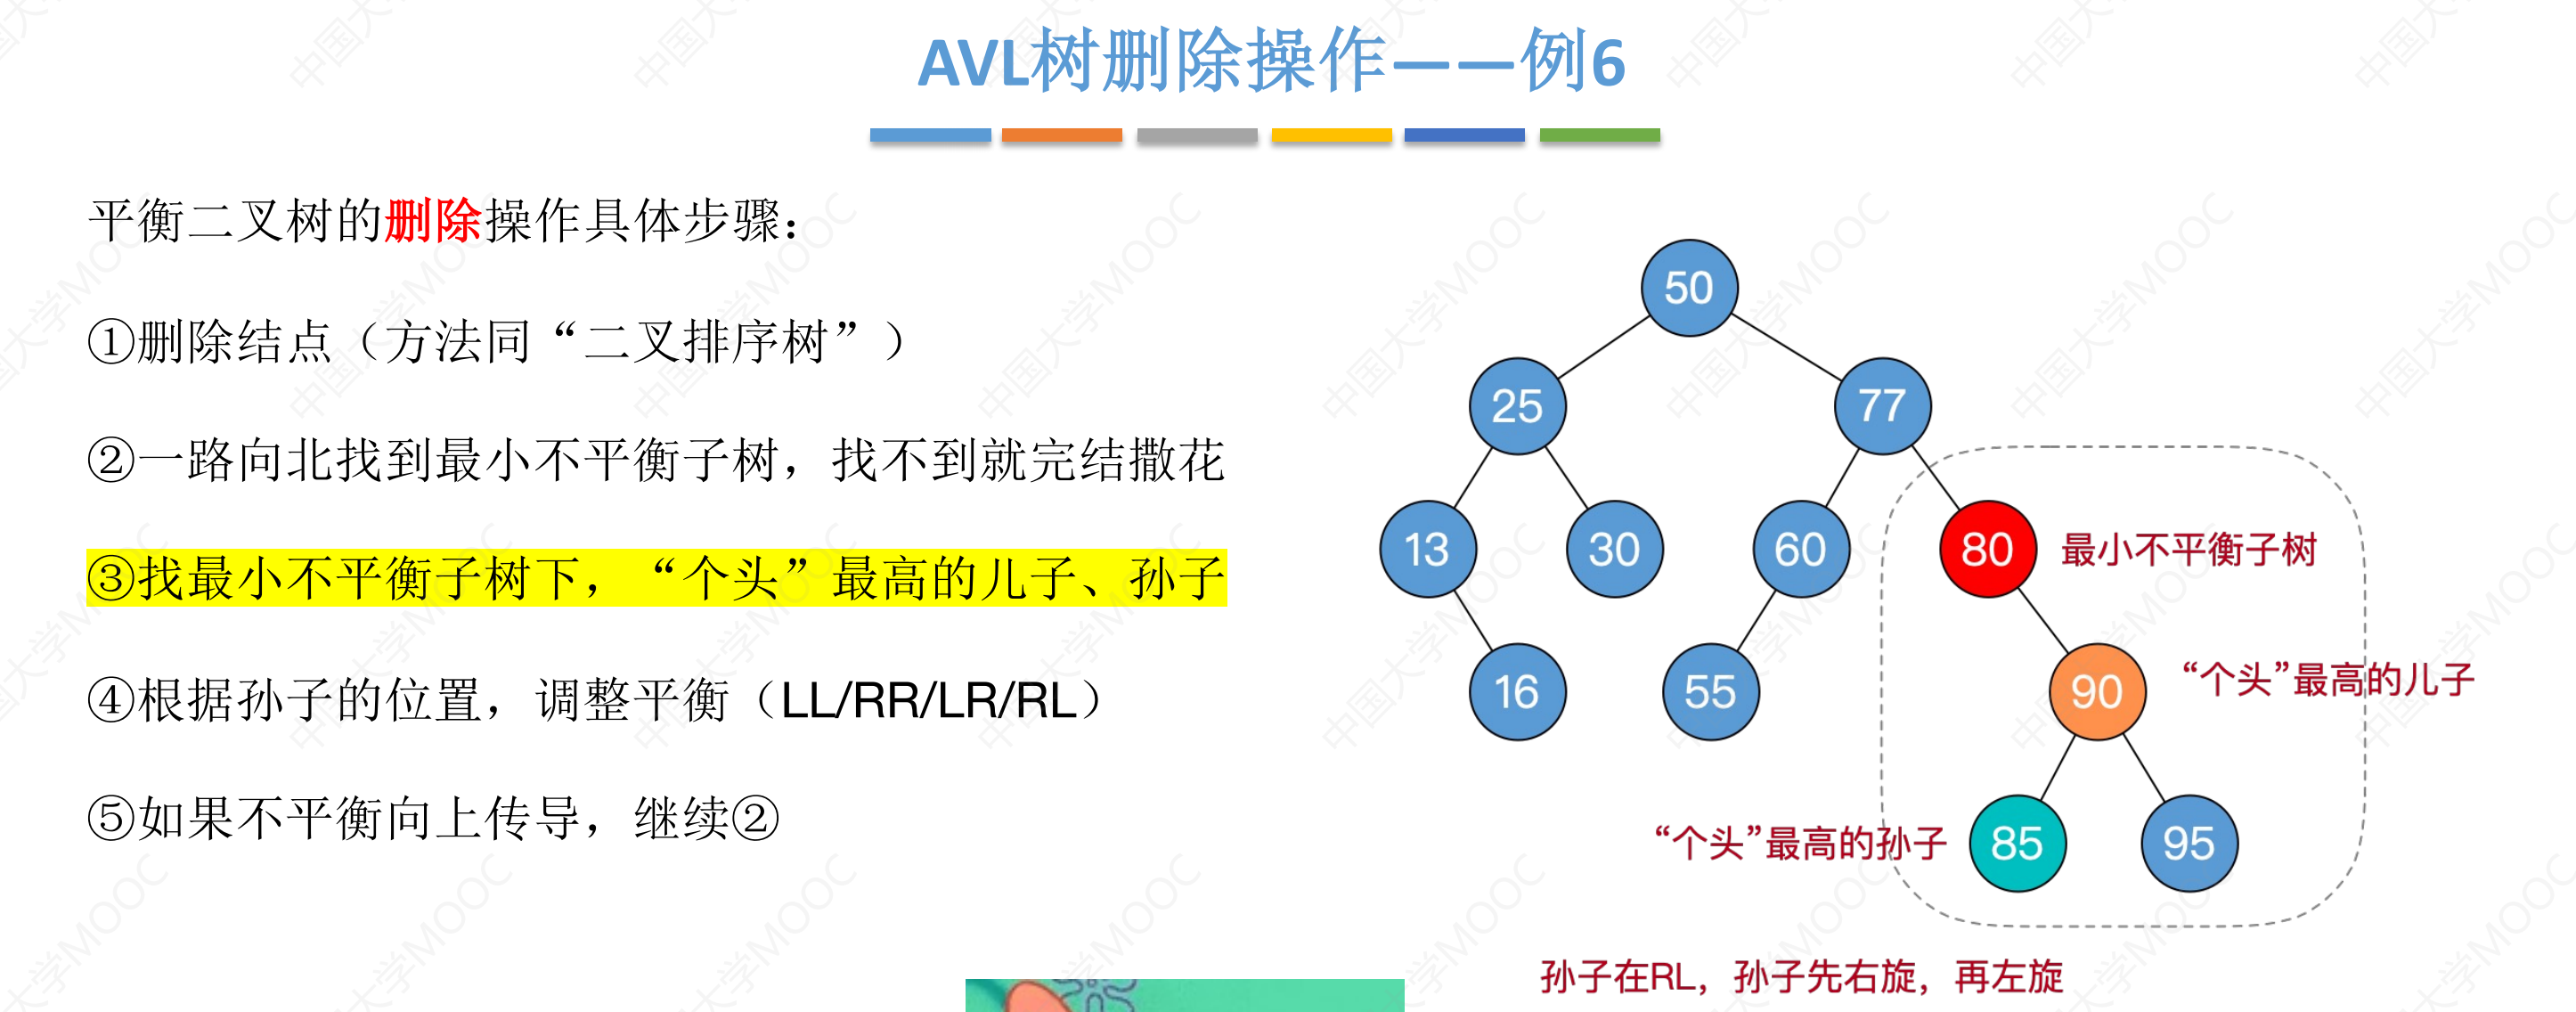 AVL树删除操作——例6
平衡二叉树的删除操作具体步骤：
①删除结点（方法同“二叉排序树”）
②一路向北找到最小不平衡子树，找不到就完结撒花
③找最小不平衡子树下，“个头”最高的儿子、孙子
④根据孙子的位置，调整平衡（LL/RR/LR/RL）
⑤如果不平衡向上传导，继续②
50
25
77
13
30
60
80
最小不平衡子树
16
55
90
“个头”最高的儿子
“个头”最高的孙子
85
95
孙子在RL，孙子先右旋，再左旋
中国大学MOOC